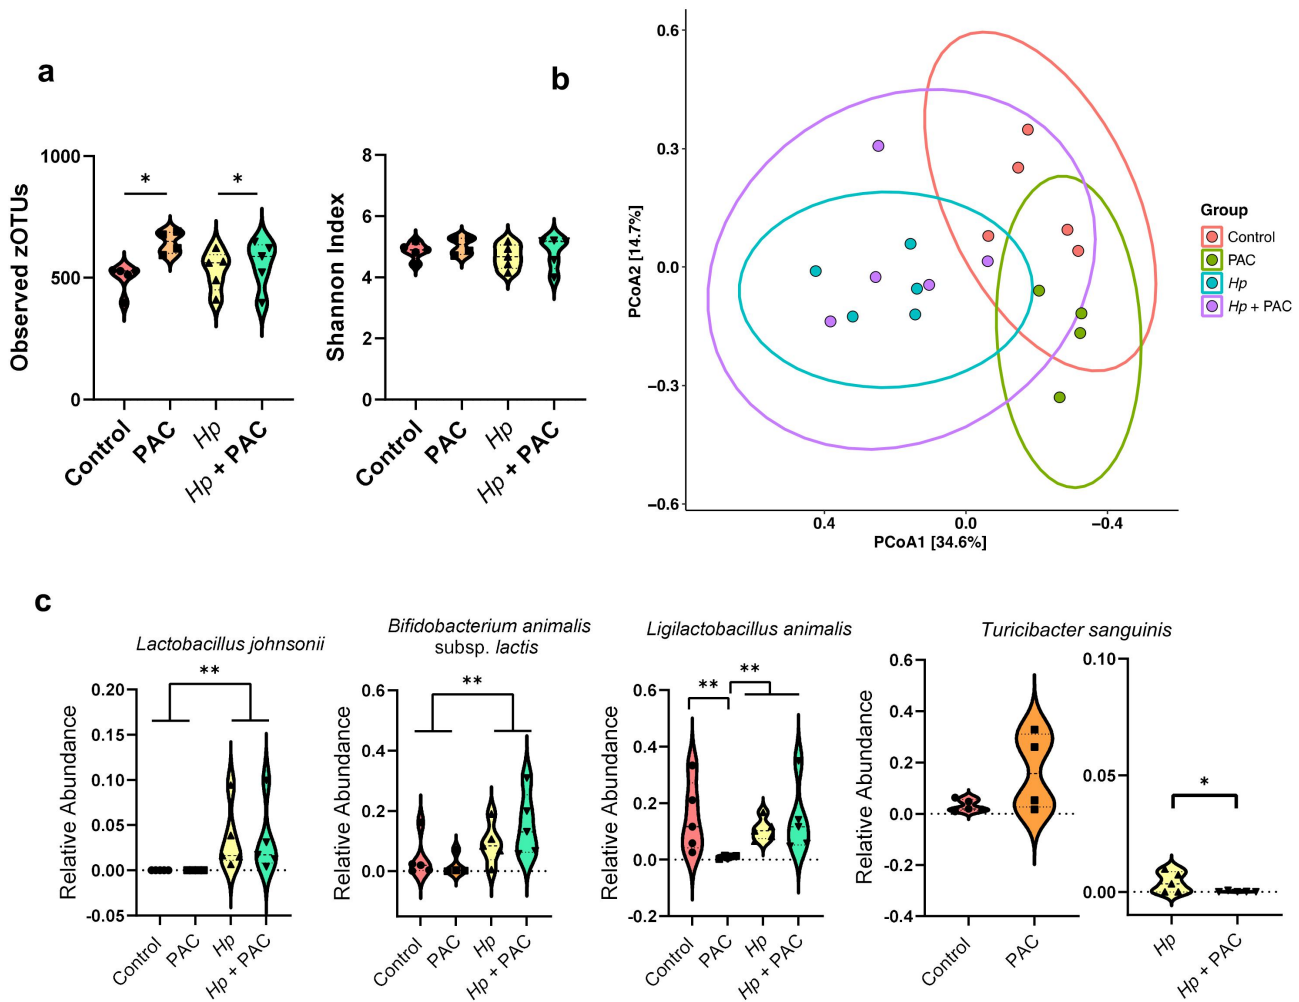 a
b
Observed zOTUs
1000
500
0
*
*
Control
PAC
Hp
Hp + PAC
Shannon Index
8
6
4
2
0
Control
PAC
Hp
Hp + PAC
PCoA2 [14.7%]
0.6
0.3
0.0
−0.3
−0.6
0.4
0.0
−0.4
PCoA1 [34.6%]
Group
Control
PAC
Hp
Hp + PAC
c
Lactobacillus johnsonii
**
Relative Abundance
0.20
0.15
0.10
0.05
0.00
-0.05
Control
PAC
Hp
Hp + PAC
Bifidobacterium animalis
subsp. lactis
**
Relative Abundance
0.6
0.4
0.2
0.0
Control
PAC
Hp
Hp + PAC
Ligilactobacillus animalis
**
**
Relative Abundance
0.6
0.4
0.2
0.0
-0.2
Control
PAC
Hp
Hp + PAC
Turicibacter sanguinis
Relative Abundance
0.6
0.4
0.2
0.0
-0.2
-0.4
Control
PAC
0.10
0.05
0.00
*
Hp
Hp + PAC